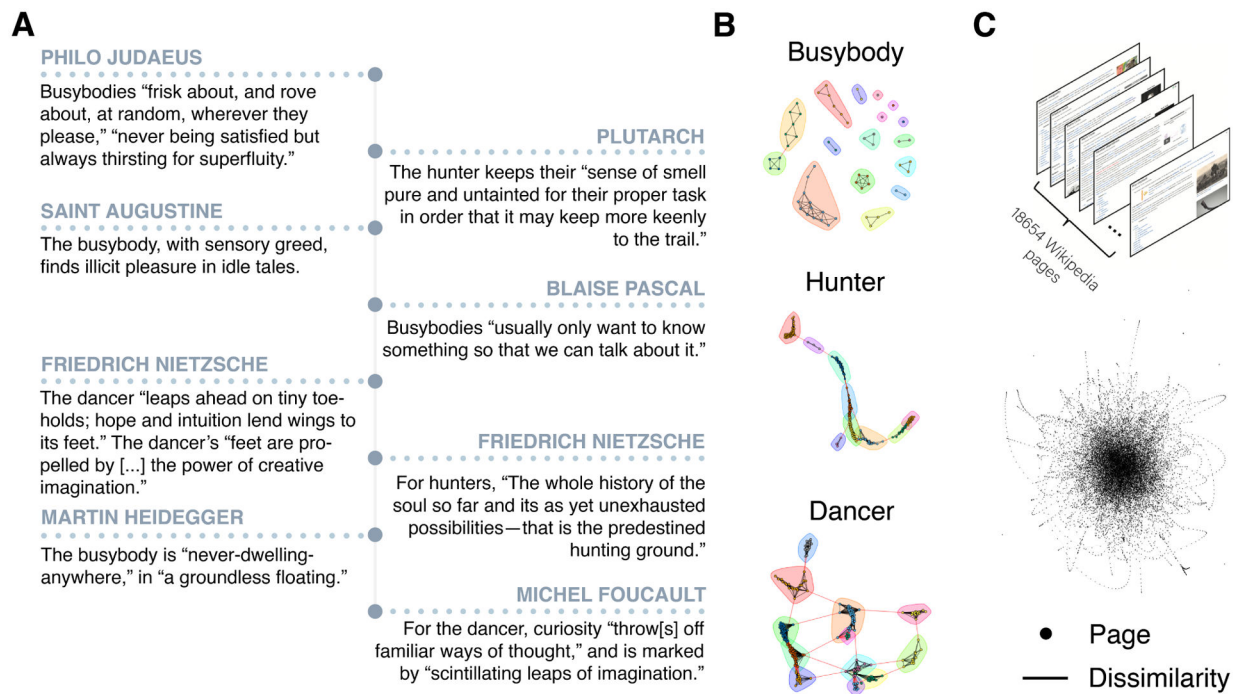 A
PHILO JUDAEUS
Busybodies “frisk about, and rove
about, at random, wherever they
please,” “never being satisfied but
always thirsting for superfluity.”
PLUTARCH
The hunter keeps their “sense of smell
pure and untainted for their proper task
in order that it may keep more keenly
to the trail.”
SAINT AUGUSTINE
The busybody, with sensory greed,
finds illicit pleasure in idle tales.
BLAISE PASCAL
Busybodies “usually only want to know
something so that we can talk about it.”
FRIEDRICH NIETZSCHE
The dancer “leaps ahead on tiny toe-
holds; hope and intuition lend wings to
its feet.” The dancer’s “feet are pro-
pelled by [...] the power of creative
imagination.”
FRIEDRICH NIETZSCHE
For hunters, “The whole history of the
soul so far and its as yet unexhausted
possibilities—that is the predestined
hunting ground.”
MARTIN HEIDEGGER
The busybody is “never-dwelling-
anywhere,” in “a groundless floating.”
MICHEL FOUCAULT
For the dancer, curiosity “throw[s] off
familiar ways of thought,” and is marked
by “scintillating leaps of imagination.”
B
Busybody
Hunter
Dancer
C
18654 Wikipedia
pages
...
Page
Dissimilarity